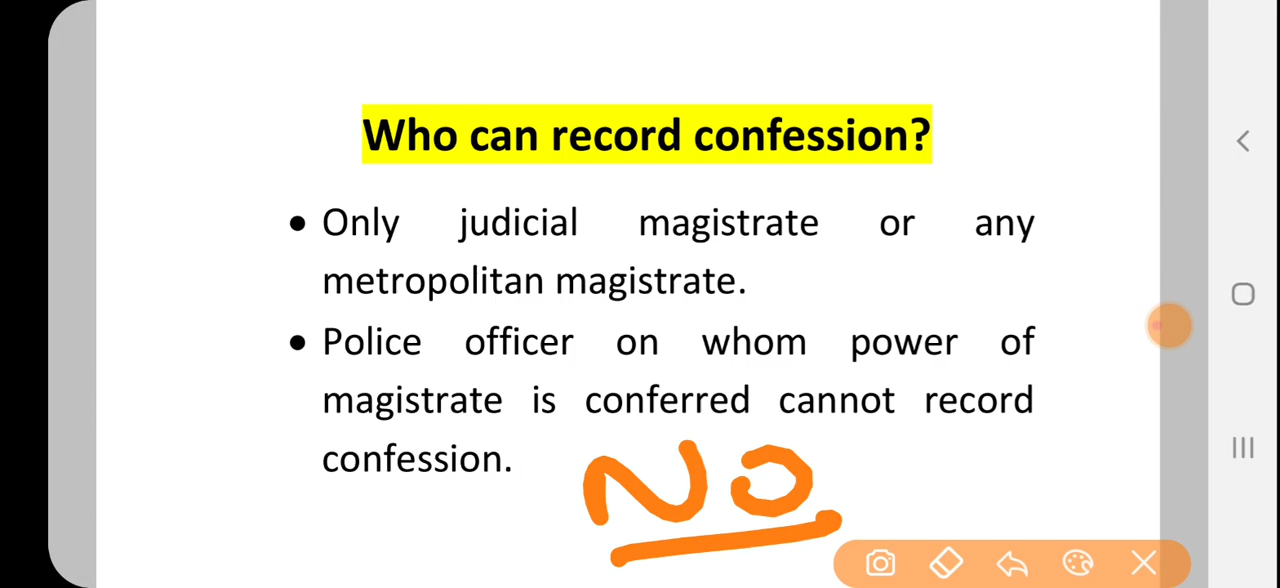 Who can record confession?
• Only judicial magistrate or any
metropolitan magistrate.
• Police officer on whom power of
magistrate is conferred cannot record
confession.
NO